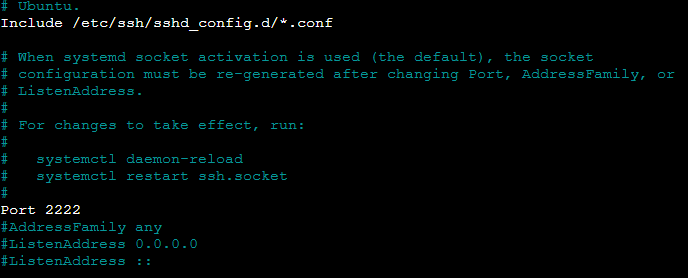 # Ubuntu.
Include /etc/ssh/sshd_config.d/*.conf

# When systemd socket activation is used (the default), the socket
# configuration must be re-generated after changing Port, AddressFamily, or
# ListenAddress.
#
# For changes to take effect, run:
#
#   systemctl daemon-reload
#   systemctl restart ssh.socket
#
Port 2222
#AddressFamily any
#ListenAddress 0.0.0.0
#ListenAddress ::